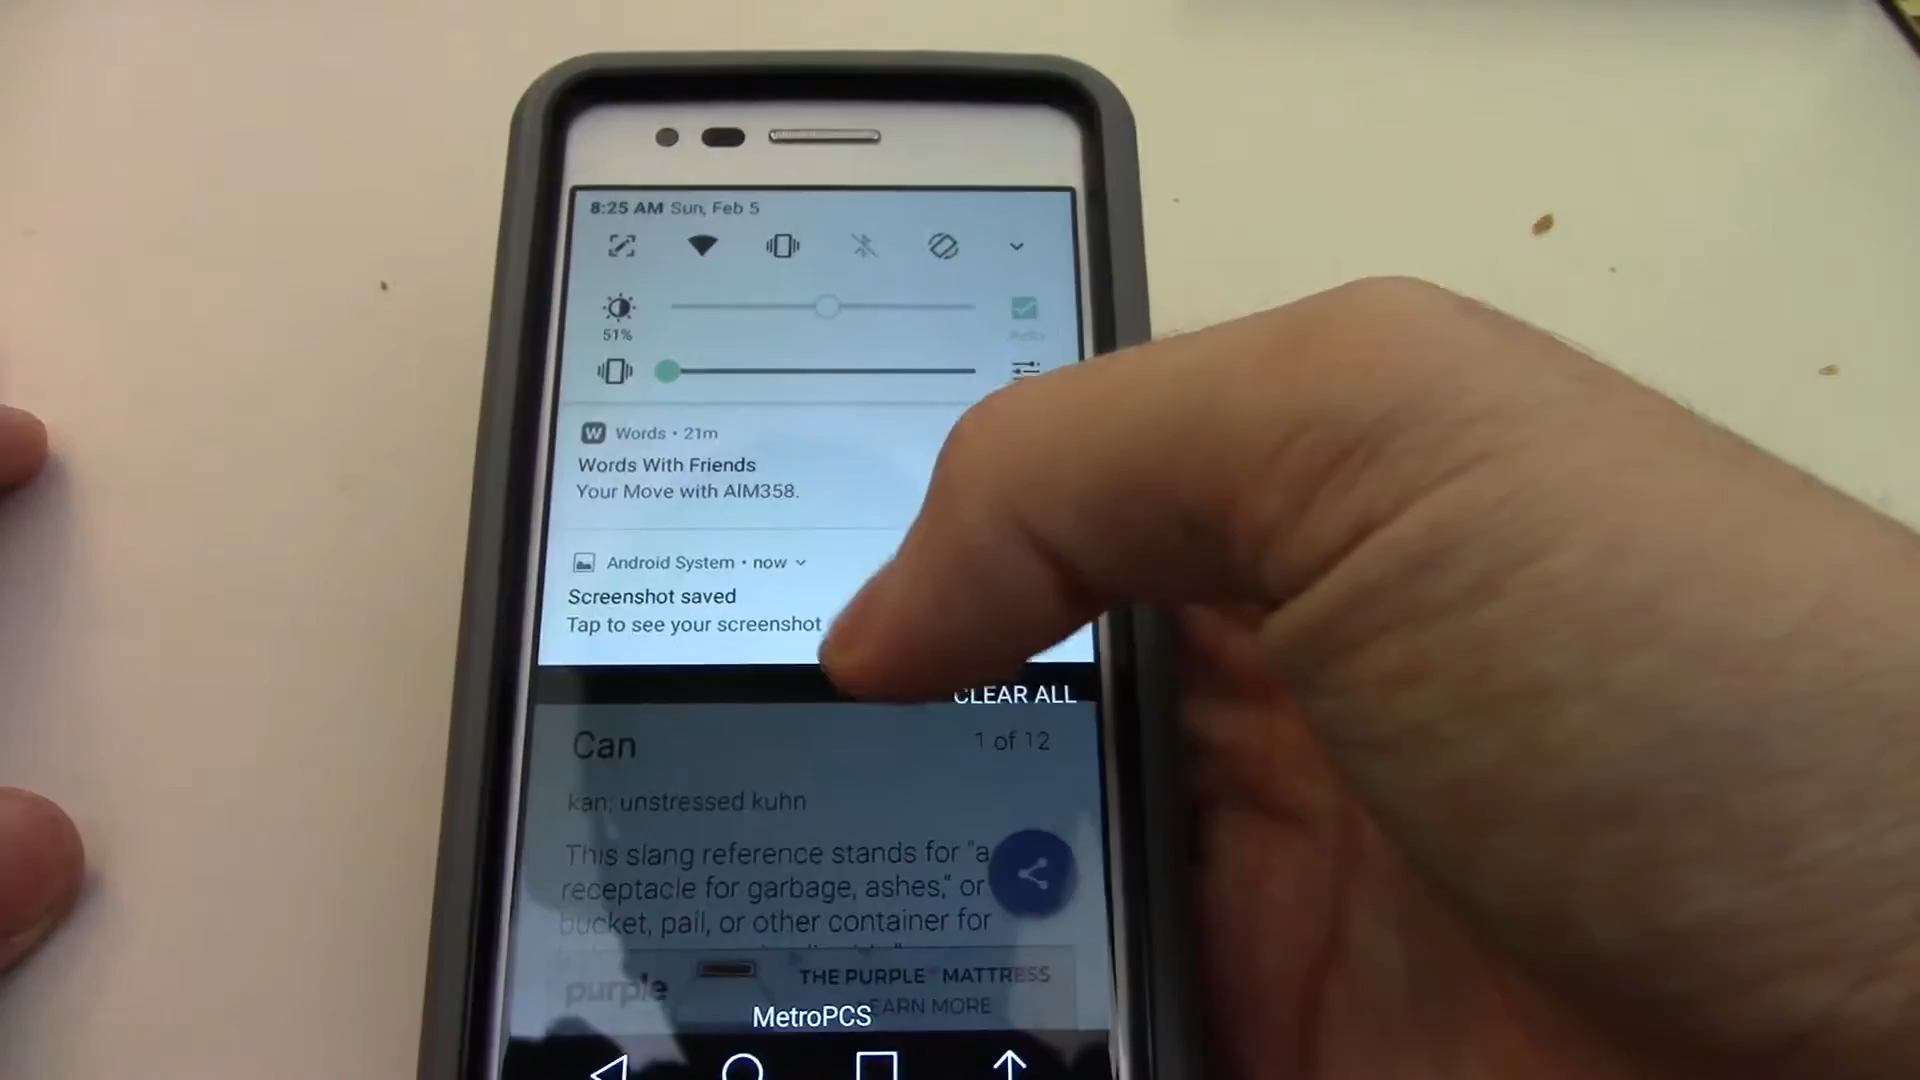 8:25 AM Sun, Feb 5
51%
W Words • 21m
Words With Friends
Your Move with AIM358.
Android System • now
Screenshot saved
Tap to see your screenshot
CLEAR ALL
Can 1 of 12
kan; unstressed kuhn
This slang reference stands for "a
receptacle for garbage, ashes," or
bucket, pail, or other container for
purple THE PURPLE MATTRESS
LEARN MORE
MetroPCS